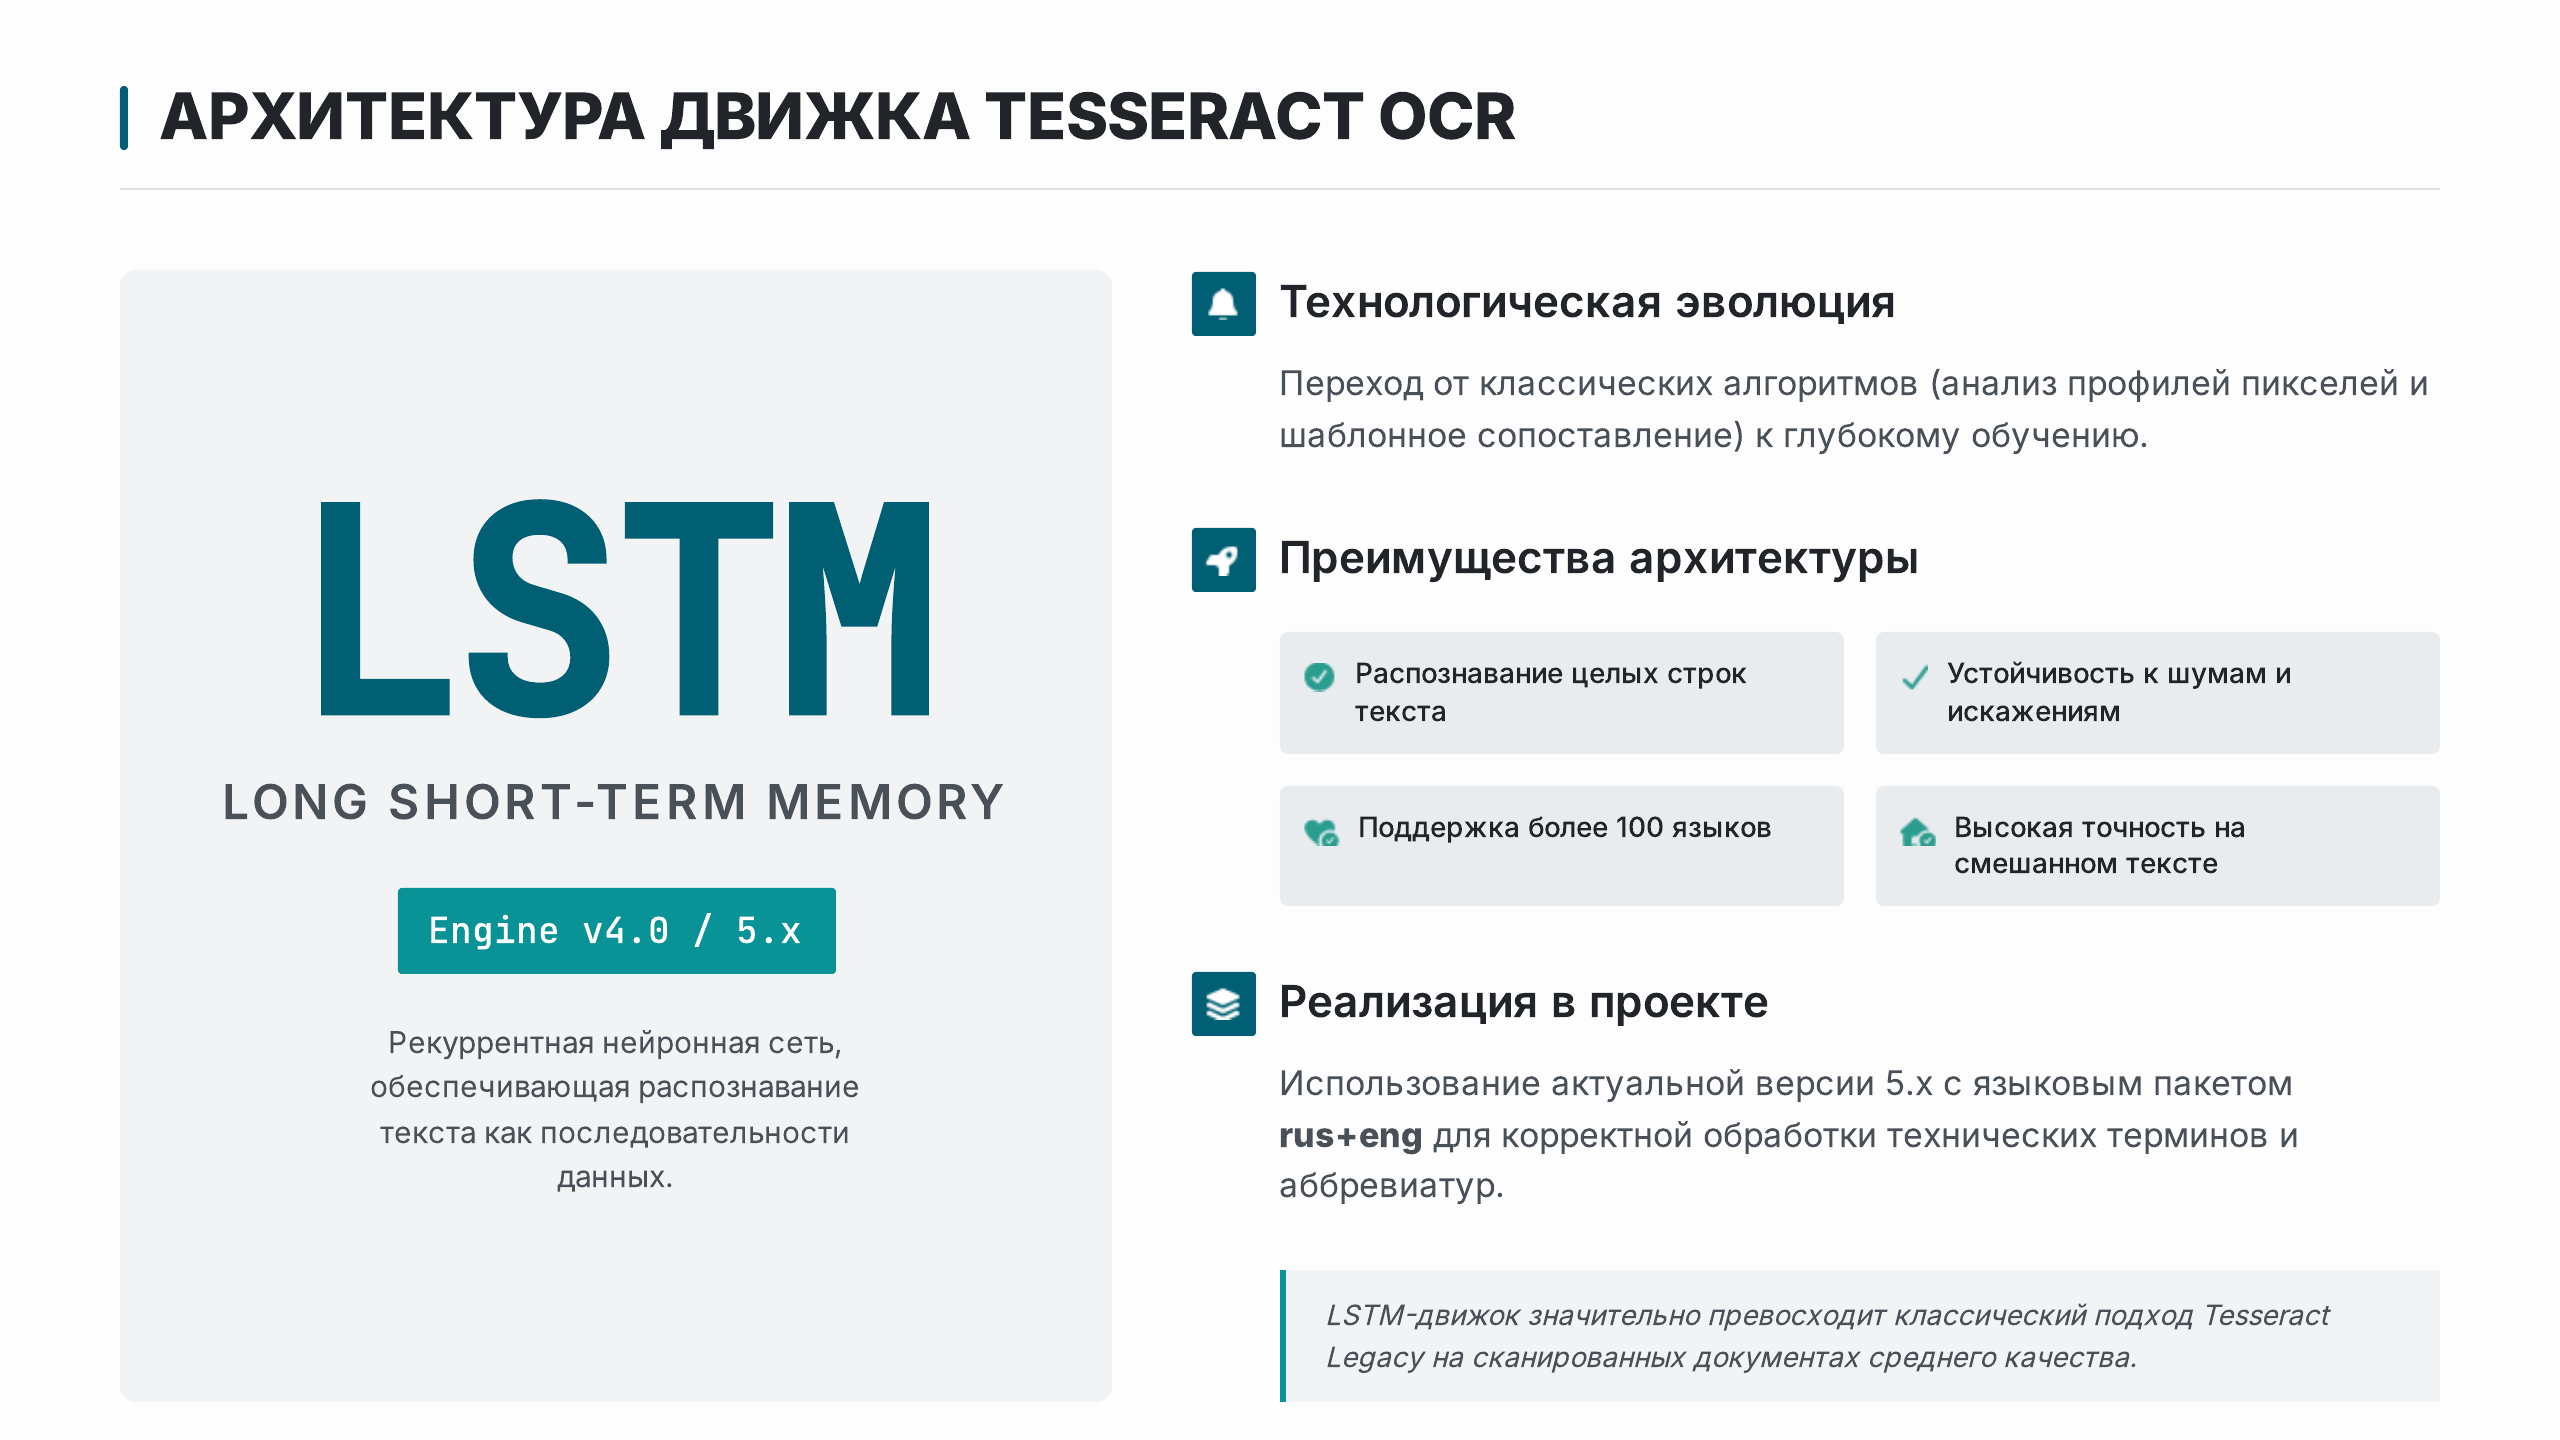 АРХИТЕКТУРА ДВИЖКА TESSERACT OCR
LSTM
LONG SHORT-TERM MEMORY
Engine v4.0 / 5.x
Рекуррентная нейронная сеть,
обеспечивающая распознавание
текста как последовательности
данных.
Технологическая эволюция
Переход от классических алгоритмов (анализ профилей пикселей и
шаблонное сопоставление) к глубокому обучению.
Преимущества архитектуры
Распознавание целых строк
текста
Устойчивость к шумам и
искажениям
Поддержка более 100 языков
Высокая точность на
смешанном тексте
Реализация в проекте
Использование актуальной версии 5.x с языковым пакетом
rus+eng для корректной обработки технических терминов и
аббревиатур.
LSTM-движок значительно превосходит классический подход Tesseract
Legacy на сканированных документах среднего качества.